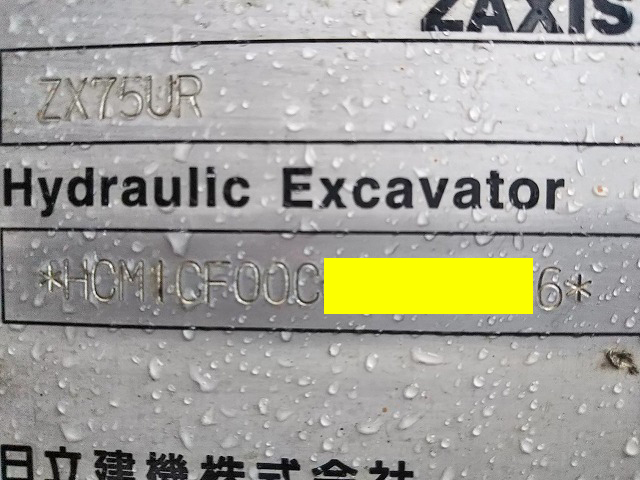 ZAXIS
ZX75UR
Hydraulic Excavator
*HCM1CF00C 6*
日立建機株式会社